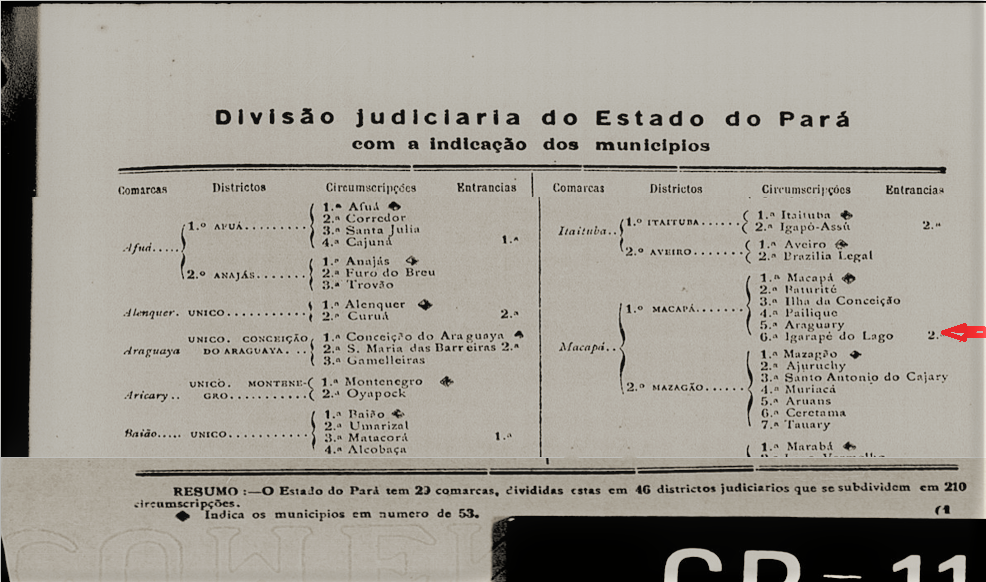 Divisão judiciaria do Estado do Pará
com a indicação dos municipios
Comarcas Districtos Circumscripções Entrancias
Afuá..... 1.º AFUÁ......... 1.ª Afuá
2.ª Corredor
3.ª Santa Julia
4.ª Cajuná 1.ª
2.º ANAJÁS....... 1.ª Anajás
2.ª Furo do Breu
3.ª Trovão
Alenquer. UNICO............ 1.ª Alenquer
2.ª Curuá 2.ª
Araguaya UNICO. CONCEIÇÃO DO ARAGUAYA. .. 1.ª Conceição do Araguaya
2.ª S. Maria das Barreiras 2.ª
3.ª Gamelleiras
Aricary .. UNICO. MONTENE-
GRO........... 1.ª Montenegro
2.ª Oyapock
Baião..... UNICO........... 1.ª Baião
2.ª Umarizal
3.ª Matacorá 1.ª
4.ª Alcobaça
Comarcas Districtos Circumscripções Entrancias
Itaituba.. 1.º ITAITUBA...... 1.ª Itaituba
2.ª Igapó-Assú 2.ª
2.º AVEIRO....... 1.ª Aveiro
2.ª Brazilia Legal
Macapá.. 1.º MACAPÁ....... 1.ª Macapá
2.ª Baturité
3.ª Ilha da Conceição
4.ª Pailique
5.ª Araguary
6.ª Igarapé do Lago 2.
2.º MAZAGÃO...... 1.ª Mazagão
2.ª Ajuruchy
3.ª Santo Antonio do Cajary
4.ª Muriacá
5.ª Aruans
6.ª Ceretama
7.ª Tauary
1.ª Marabá
RESUMO :—O Estado do Pará tem 29 comarcas, divididas estas em 46 districtos judiciarios que se subdividem em 210
circumscripções.
Indica os municipios em numero de 53.
(1